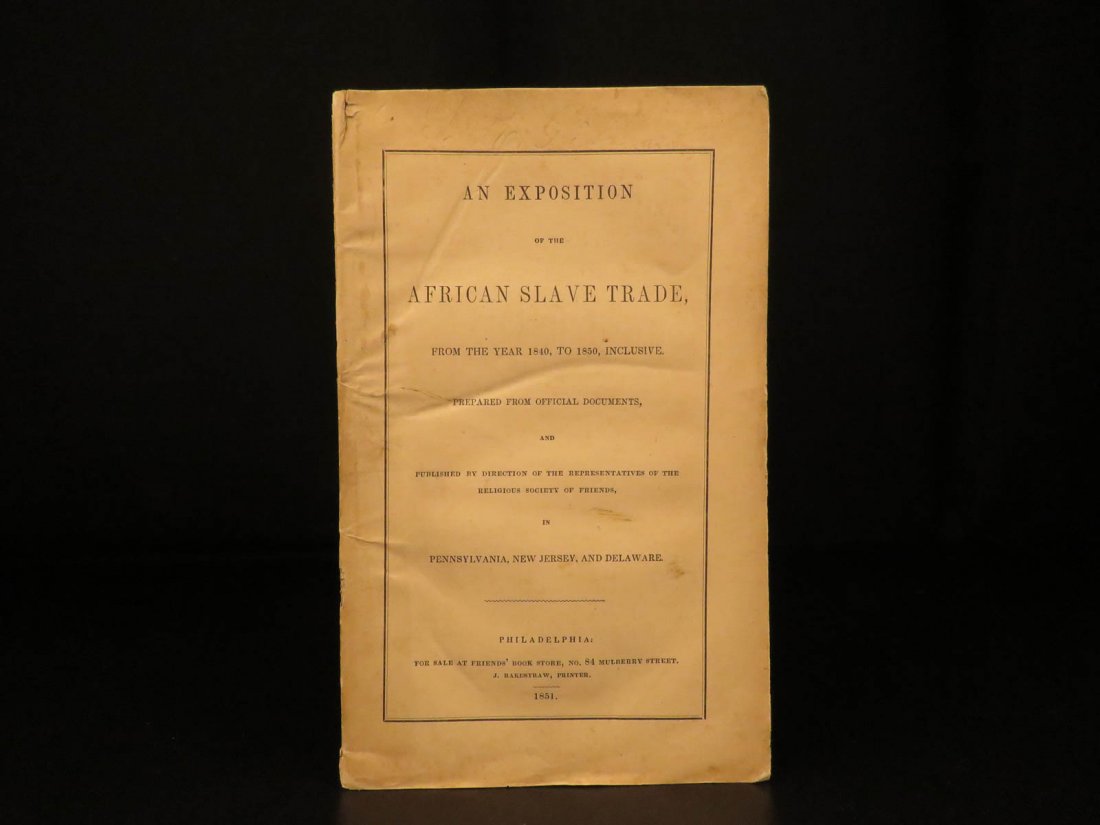 AN EXPOSITION
OF THE
AFRICAN SLAVE TRADE,
FROM THE YEAR 1840, TO 1850, INCLUSIVE.
PREPARED FROM OFFICIAL DOCUMENTS,
AND
PUBLISHED BY DIRECTION OF THE REPRESENTATIVES OF THE
RELIGIOUS SOCIETY OF FRIENDS,
IN
PENNSYLVANIA, NEW JERSEY, AND DELAWARE.
PHILADELPHIA:
FOR SALE AT FRIENDS' BOOK STORE, NO. 84 MULBERRY STREET.
J. RAKESTRAW, PRINTER.
1851.